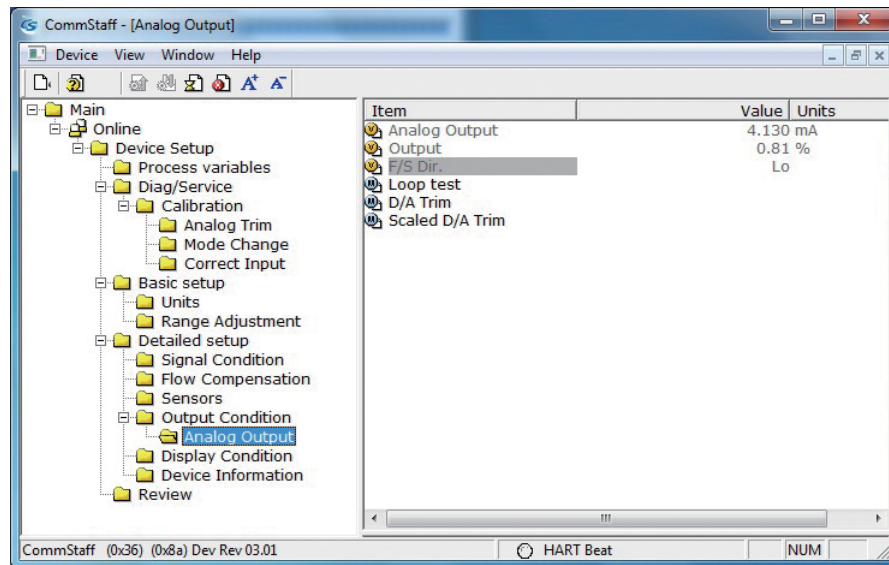 CommStaff - [Analog Output]
Device View Window Help
Main
Online
Device Setup
Process variables
Diag/Service
Calibration
Analog Trim
Mode Change
Correct Input
Basic setup
Units
Range Adjustment
Detailed setup
Signal Condition
Flow Compensation
Sensors
Output Condition
Analog Output
Display Condition
Device Information
Review
Item Value Units
Analog Output 4.130 mA
Output 0.81 %
F/S Dir. Lo
Loop test
D/A Trim
Scaled D/A Trim
CommStaff (0x36) (0x8a) Dev Rev 03.01 HART Beat NUM